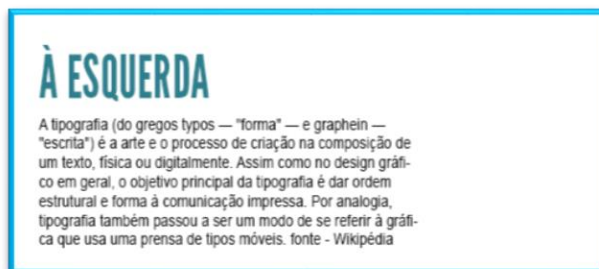 À ESQUERDA
A tipografia (do gregos typos — "forma" — e graphein —
"escrita") é a arte e o processo de criação na composição de
um texto, física ou digitalmente. Assim como no design gráfi-
co em geral, o objetivo principal da tipografia é dar ordem
estrutural e forma à comunicação impressa. Por analogia,
tipografia também passou a ser um modo de se referir à gráfi-
ca que usa uma prensa de tipos móveis. fonte - Wikipédia